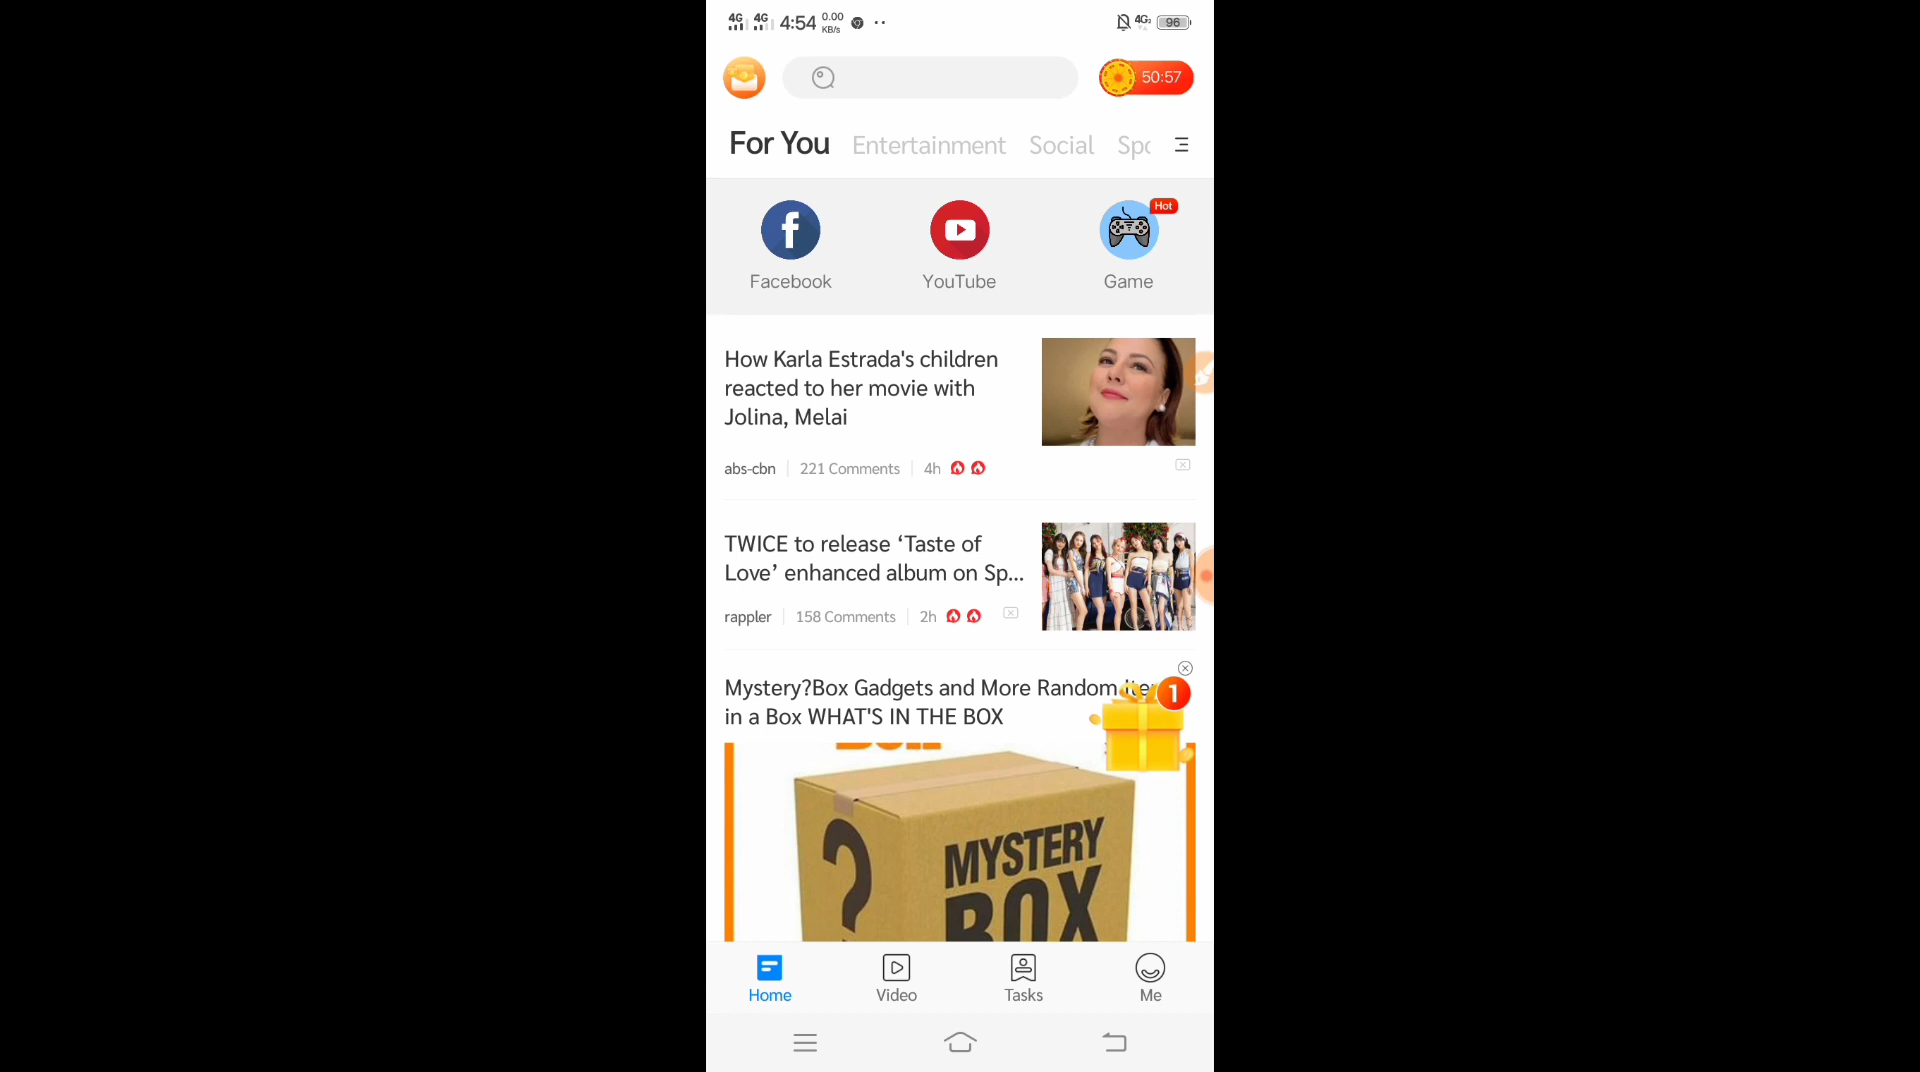 4G 4G 4:54 0.00 KB/s 4G 96
50:57
For You Entertainment Social Spo
Hot
Facebook YouTube Game
How Karla Estrada's children
reacted to her movie with
Jolina, Melai
abs-cbn 221 Comments 4h
TWICE to release ‘Taste of
Love’ enhanced album on Sp...
rappler 158 Comments 2h
Mystery?Box Gadgets and More Random
1
in a Box WHAT'S IN THE BOX
?
MYSTERY
BOX
Home Video Tasks Me